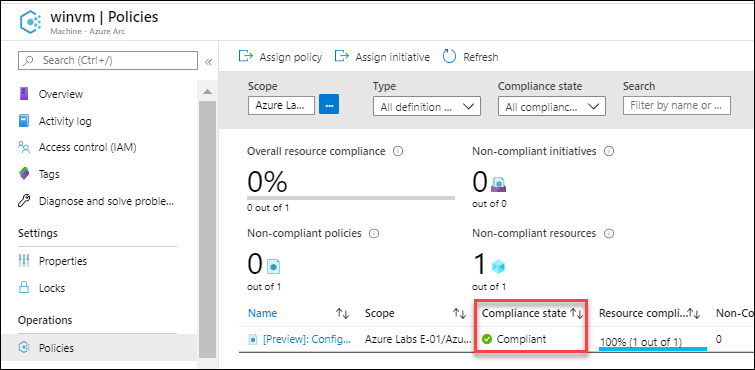 winvm | Policies
Machine - Azure Arc
Search (Ctrl+/)
«
Overview
Activity log
Access control (IAM)
Tags
Diagnose and solve proble...
Settings
Properties
Locks
Operations
Policies
Assign policy
Assign initiative
Refresh
Scope
Type
Compliance state
Search
Azure La...
...
All definition ...
All complianc...
Filter by name or ...
Overall resource compliance
Non-compliant initiatives
0%
0
0 out of 1
out of 0
Non-compliant policies
Non-compliant resources
0
1
out of 1
out of 1
Name
Scope
Compliance state
Resource compli...
Non-Co
[Preview]: Config...
Azure Labs E-01/Azu...
Compliant
100% (1 out of 1)
0